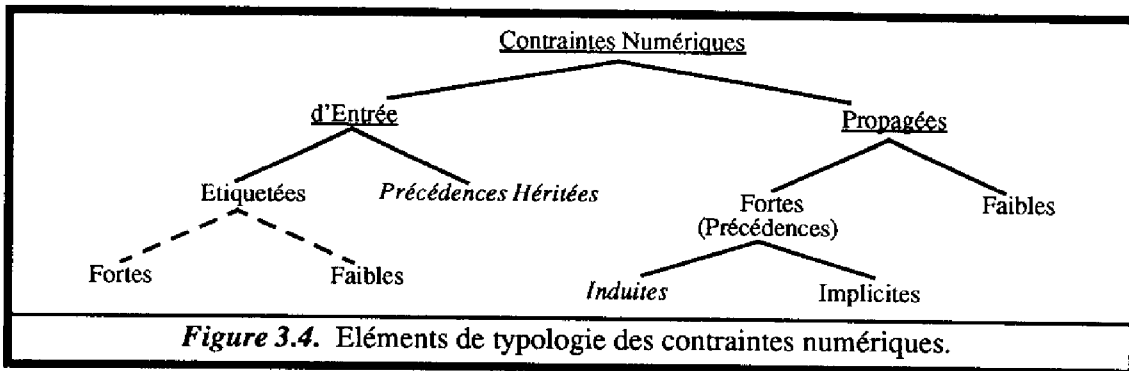 Contraintes Numériques
d'Entrée
Propagées
Etiquetées
Précédences Héritées
Fortes
Faibles
(Précédences)
Fortes
Faibles
Induites
Implicites
Figure 3.4. Eléments de typologie des contraintes numériques.